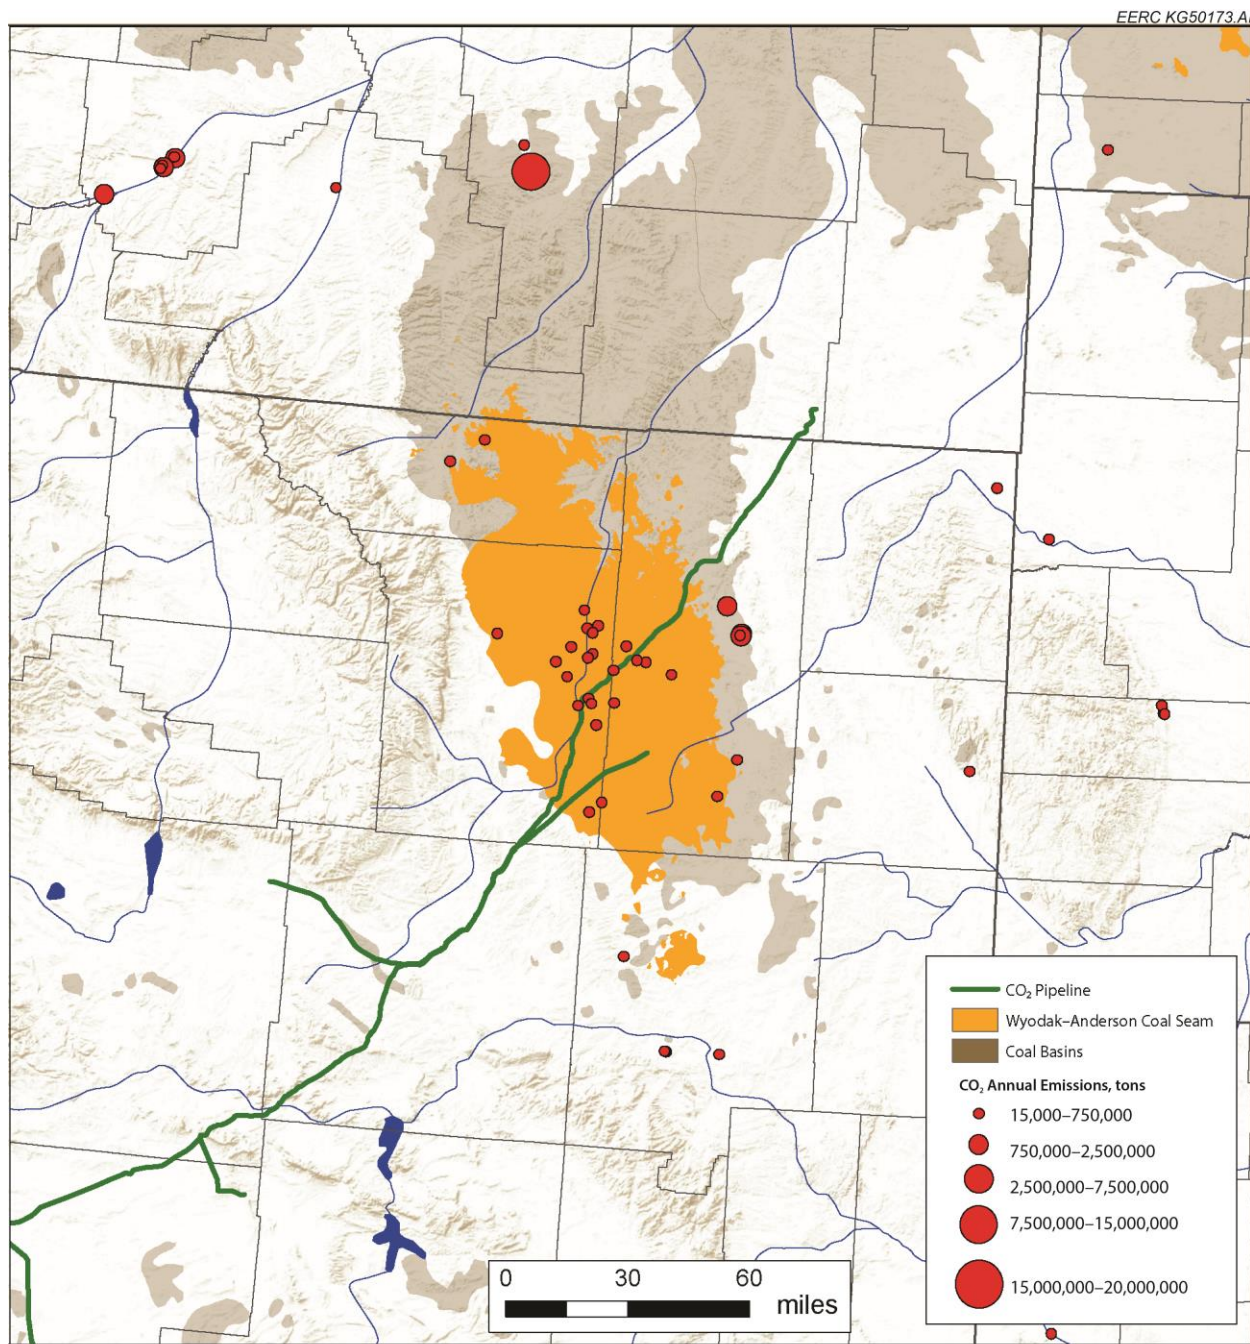 EERC KG50173.AI
CO₂ Pipeline
Wyodak–Anderson Coal Seam
Coal Basins
CO₂ Annual Emissions, tons
15,000–750,000
750,000–2,500,000
2,500,000–7,500,000
7,500,000–15,000,000
15,000,000–20,000,000
0 30 60
miles